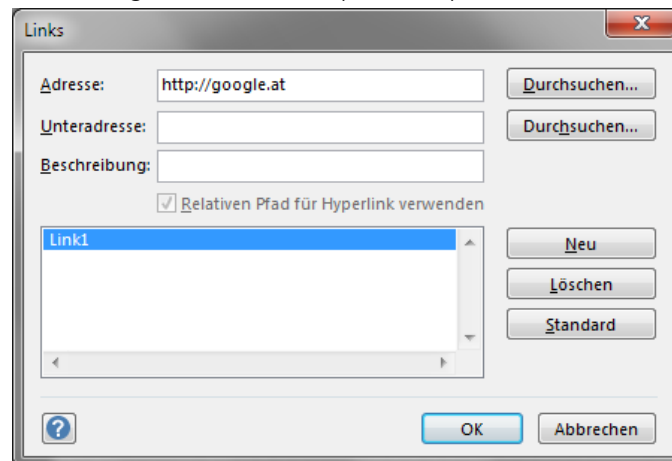 Links
Adresse: http://google.at Durchsuchen...
Unteradresse: Durchsuchen...
Beschreibung:
Relativen Pfad für Hyperlink verwenden
Link1
Neu
Löschen
Standard
OK Abbrechen